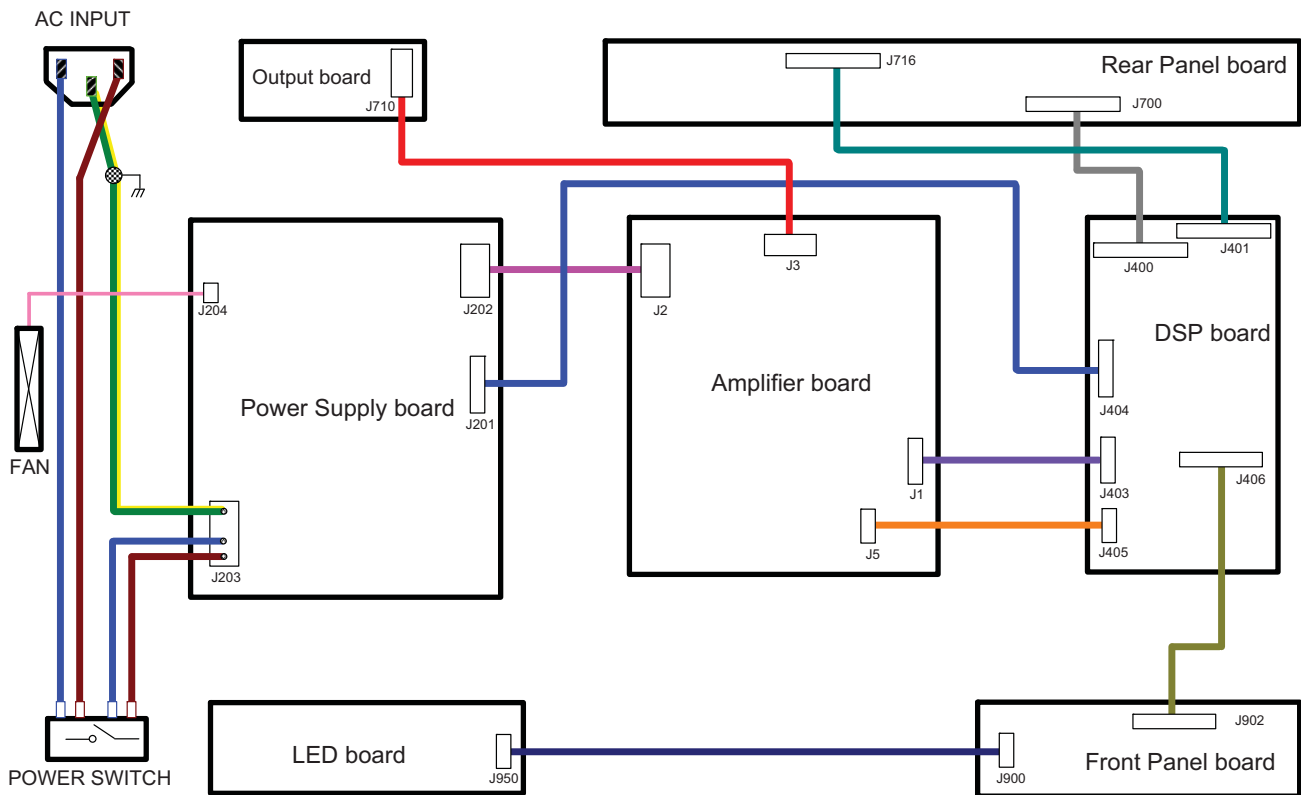 AC INPUT
Output board
J710
J716
Rear Panel board
J700
J3
J401
J400
J202
J2
J204
DSP board
Amplifier board
Power Supply board
J201
J404
FAN
J1
J403
J406
J5
J405
J203
J902
LED board
Front Panel board
J950
J900
POWER SWITCH